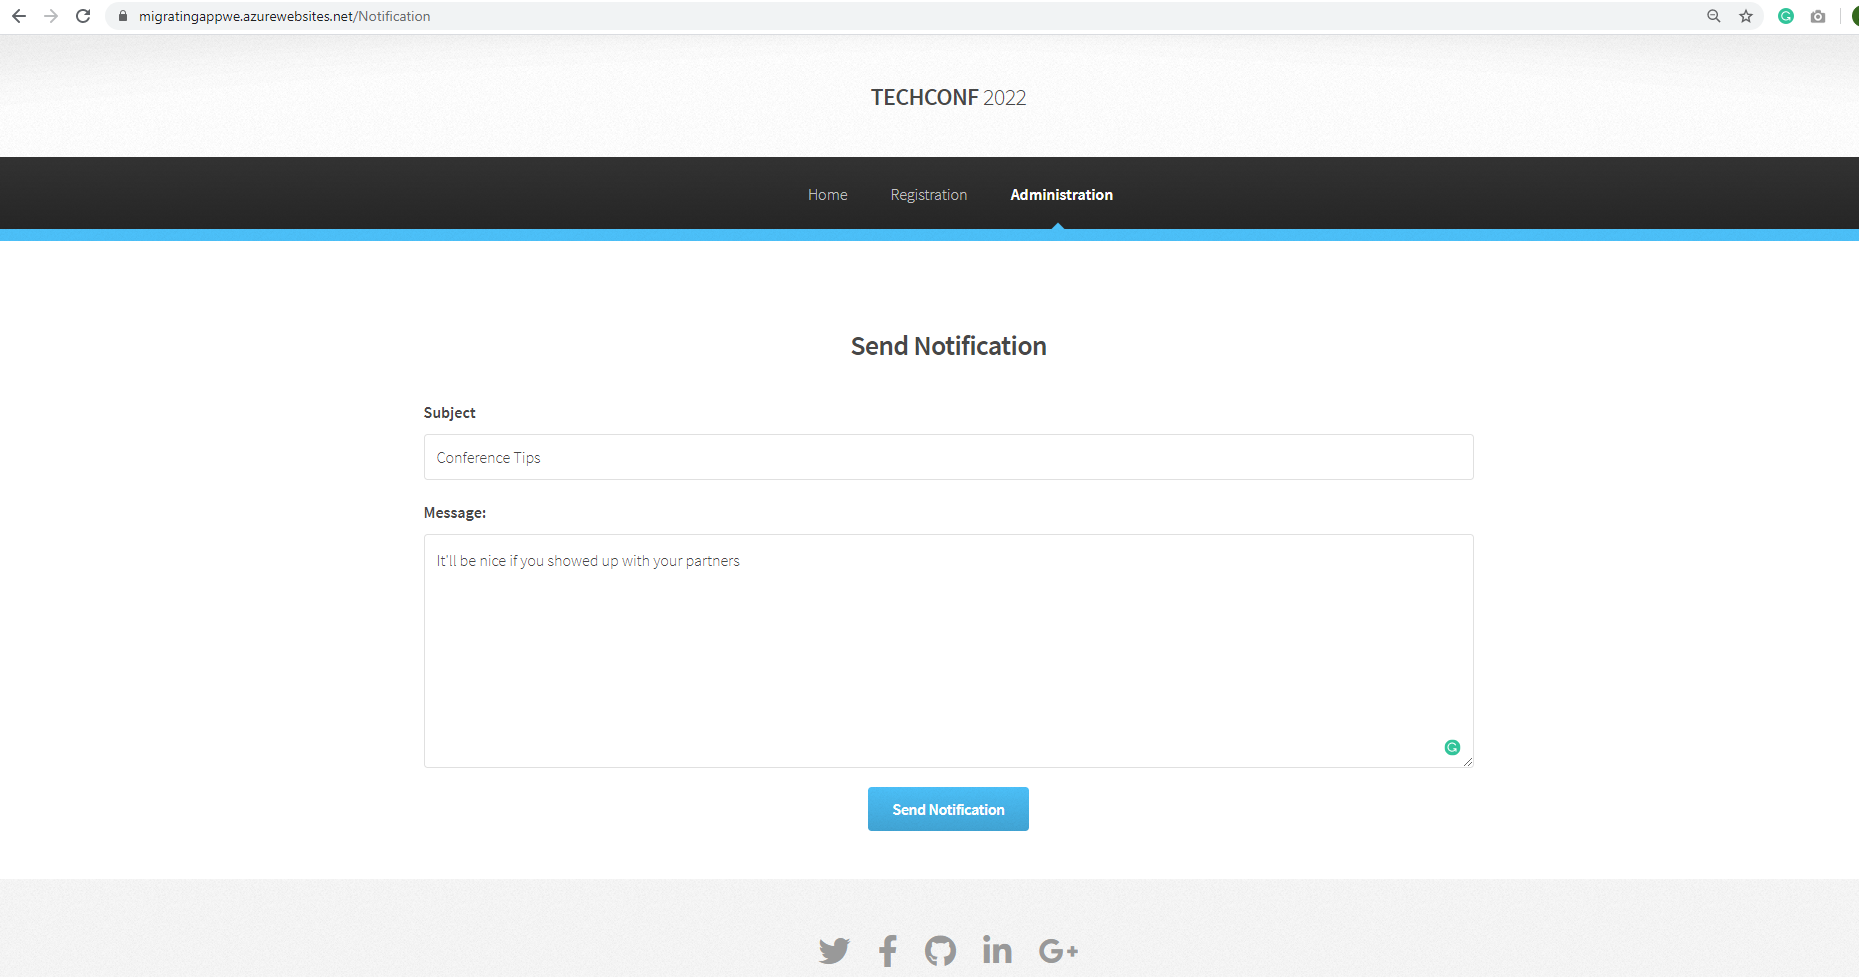 migratingappwe.azurewebsites.net/Notification
TECHCONF 2022
Home Registration Administration
Send Notification
Subject
Conference Tips
Message:
It'll be nice if you showed up with your partners
Send Notification